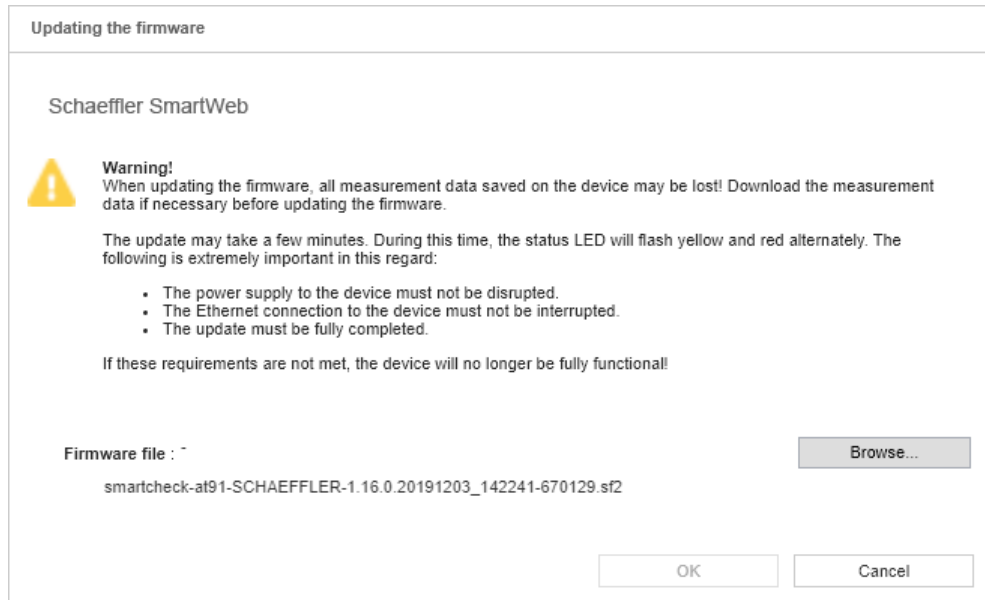 Updating the firmware
Schaeffler SmartWeb
Warning!
When updating the firmware, all measurement data saved on the device may be lost! Download the measurement
data if necessary before updating the firmware.
The update may take a few minutes. During this time, the status LED will flash yellow and red alternately. The
following is extremely important in this regard:
• The power supply to the device must not be disrupted.
• The Ethernet connection to the device must not be interrupted.
• The update must be fully completed.
If these requirements are not met, the device will no longer be fully functional!
Firmware file : -
Browse...
smartcheck-at91-SCHAEFFLER-1.16.0.20191203_142241-670129.sf2
OK
Cancel